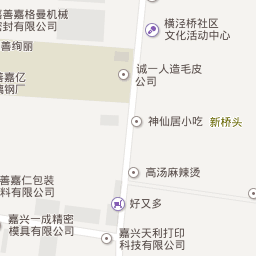 嘉善嘉格曼机械
密封有限公司
横泾桥社区
文化活动中心
善绚丽
诚一人造毛皮
公司
善嘉亿
璃钢厂
神仙居小吃
新桥头
高汤麻辣烫
善嘉仁包装
料有限公司
好又多
嘉兴一成精密
模具有限公司
嘉兴天利打印
科技有限公司